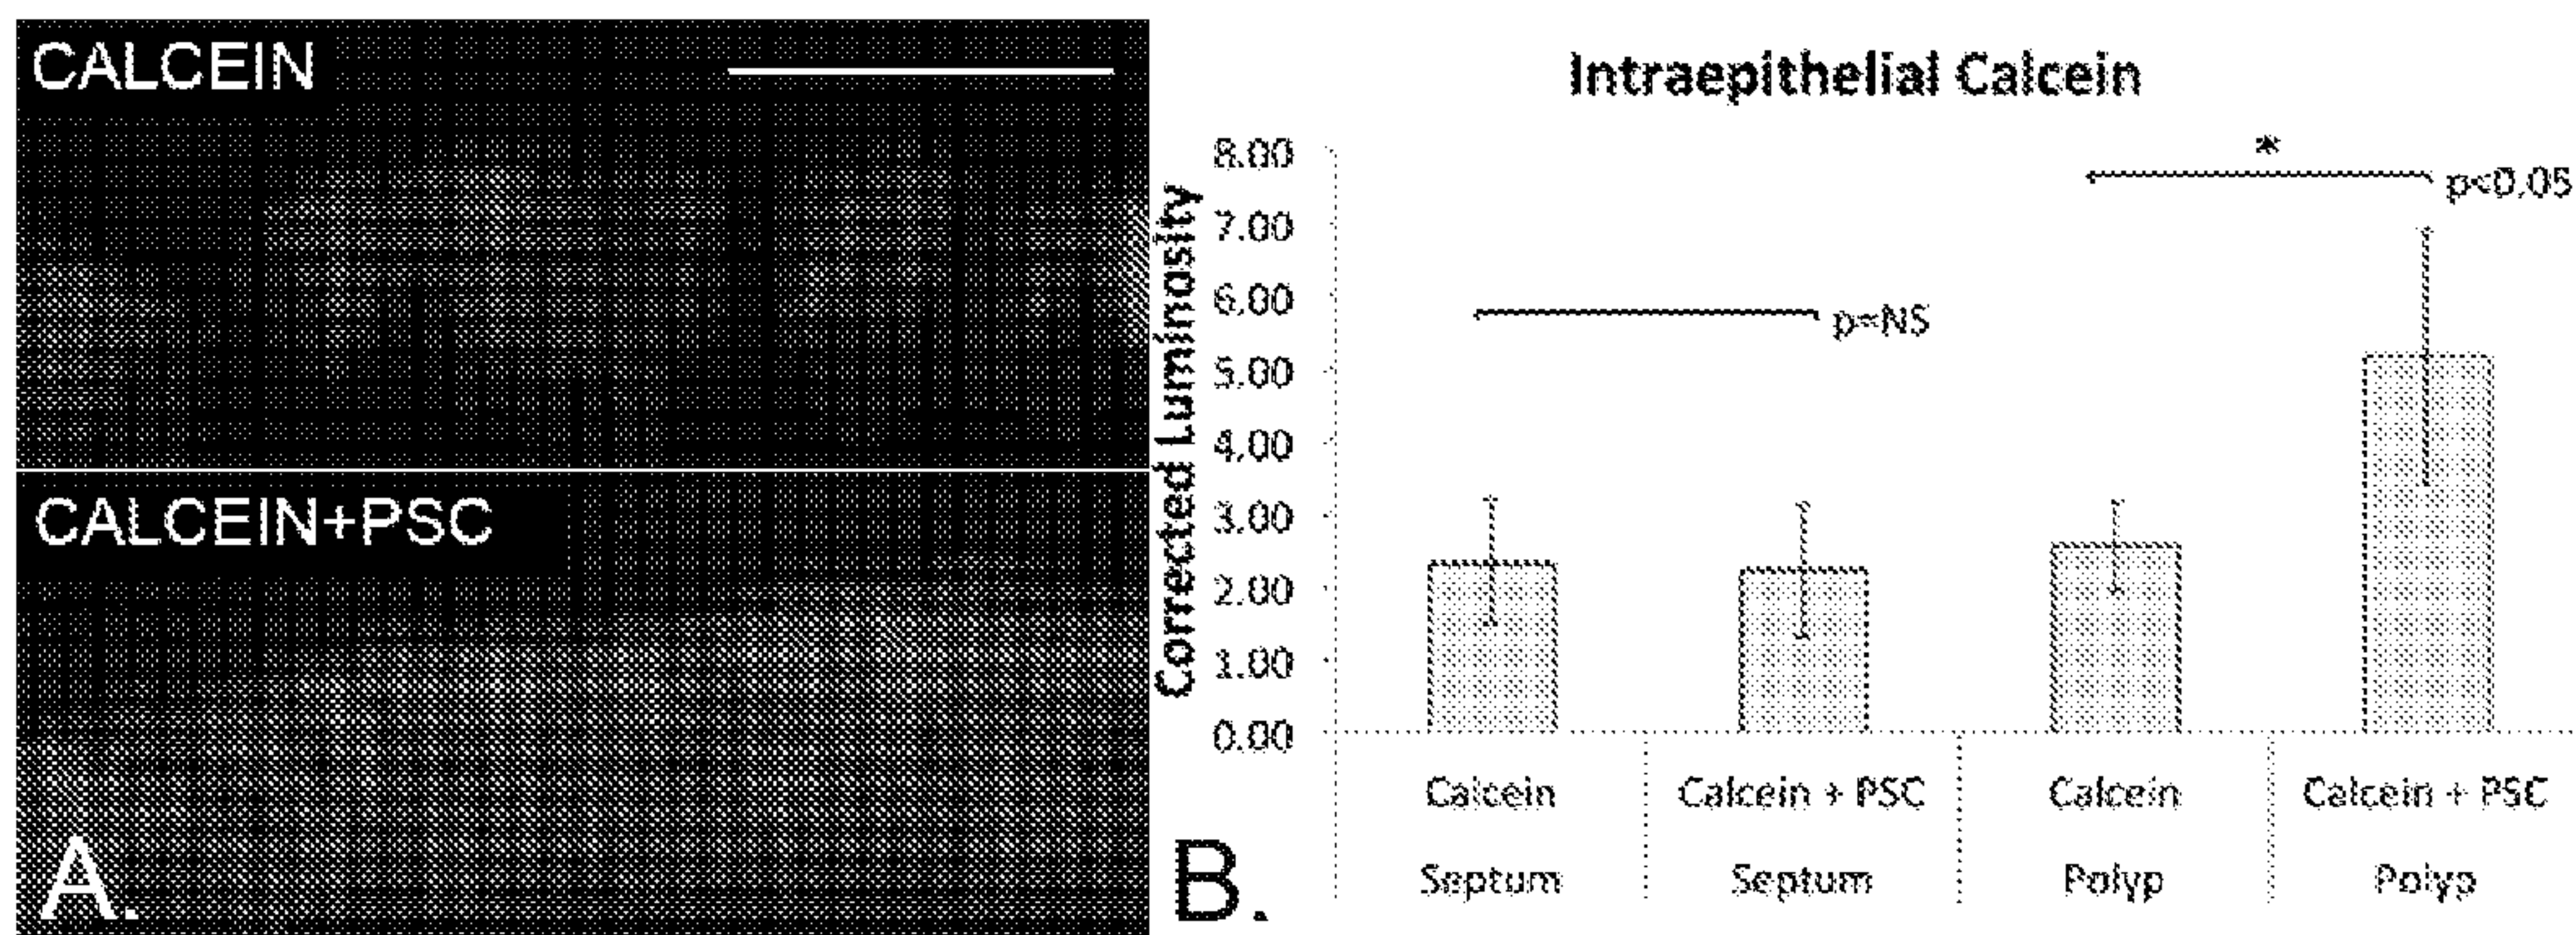 CALCEIN
CALCEIN+PSC
A.
Intraepithelial Calcein
Corrected Luminosity
8.00
7.00
6.00
5.00
4.00
3.00
2.00
1.00
0.00
p=NS
*
p<0.05
Calcein
Calcein + PSC
Calcein
Calcein + PSC
Septum
Septum
Polyp
Polyp
B.